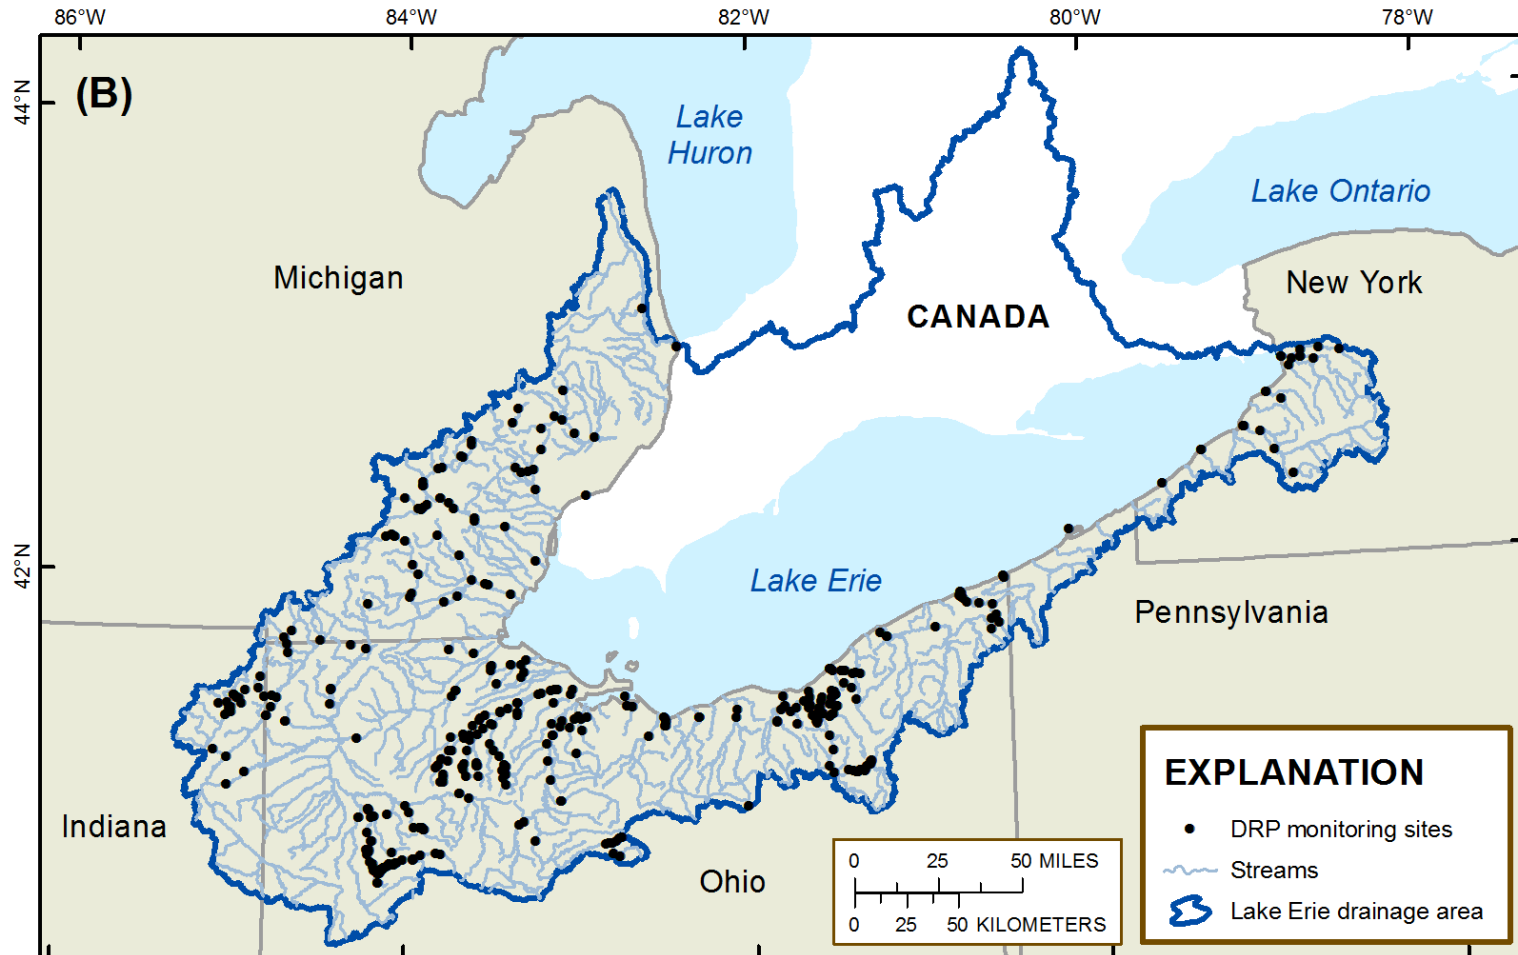 86°W
84°W
82°W
80°W
78°W
44°N
(B)
Lake
Huron
Lake Ontario
Michigan
New York
CANADA
42°N
Lake Erie
Pennsylvania
Indiana
Ohio
0 25 50 MILES
0 25 50 KILOMETERS
EXPLANATION
DRP monitoring sites
Streams
Lake Erie drainage area